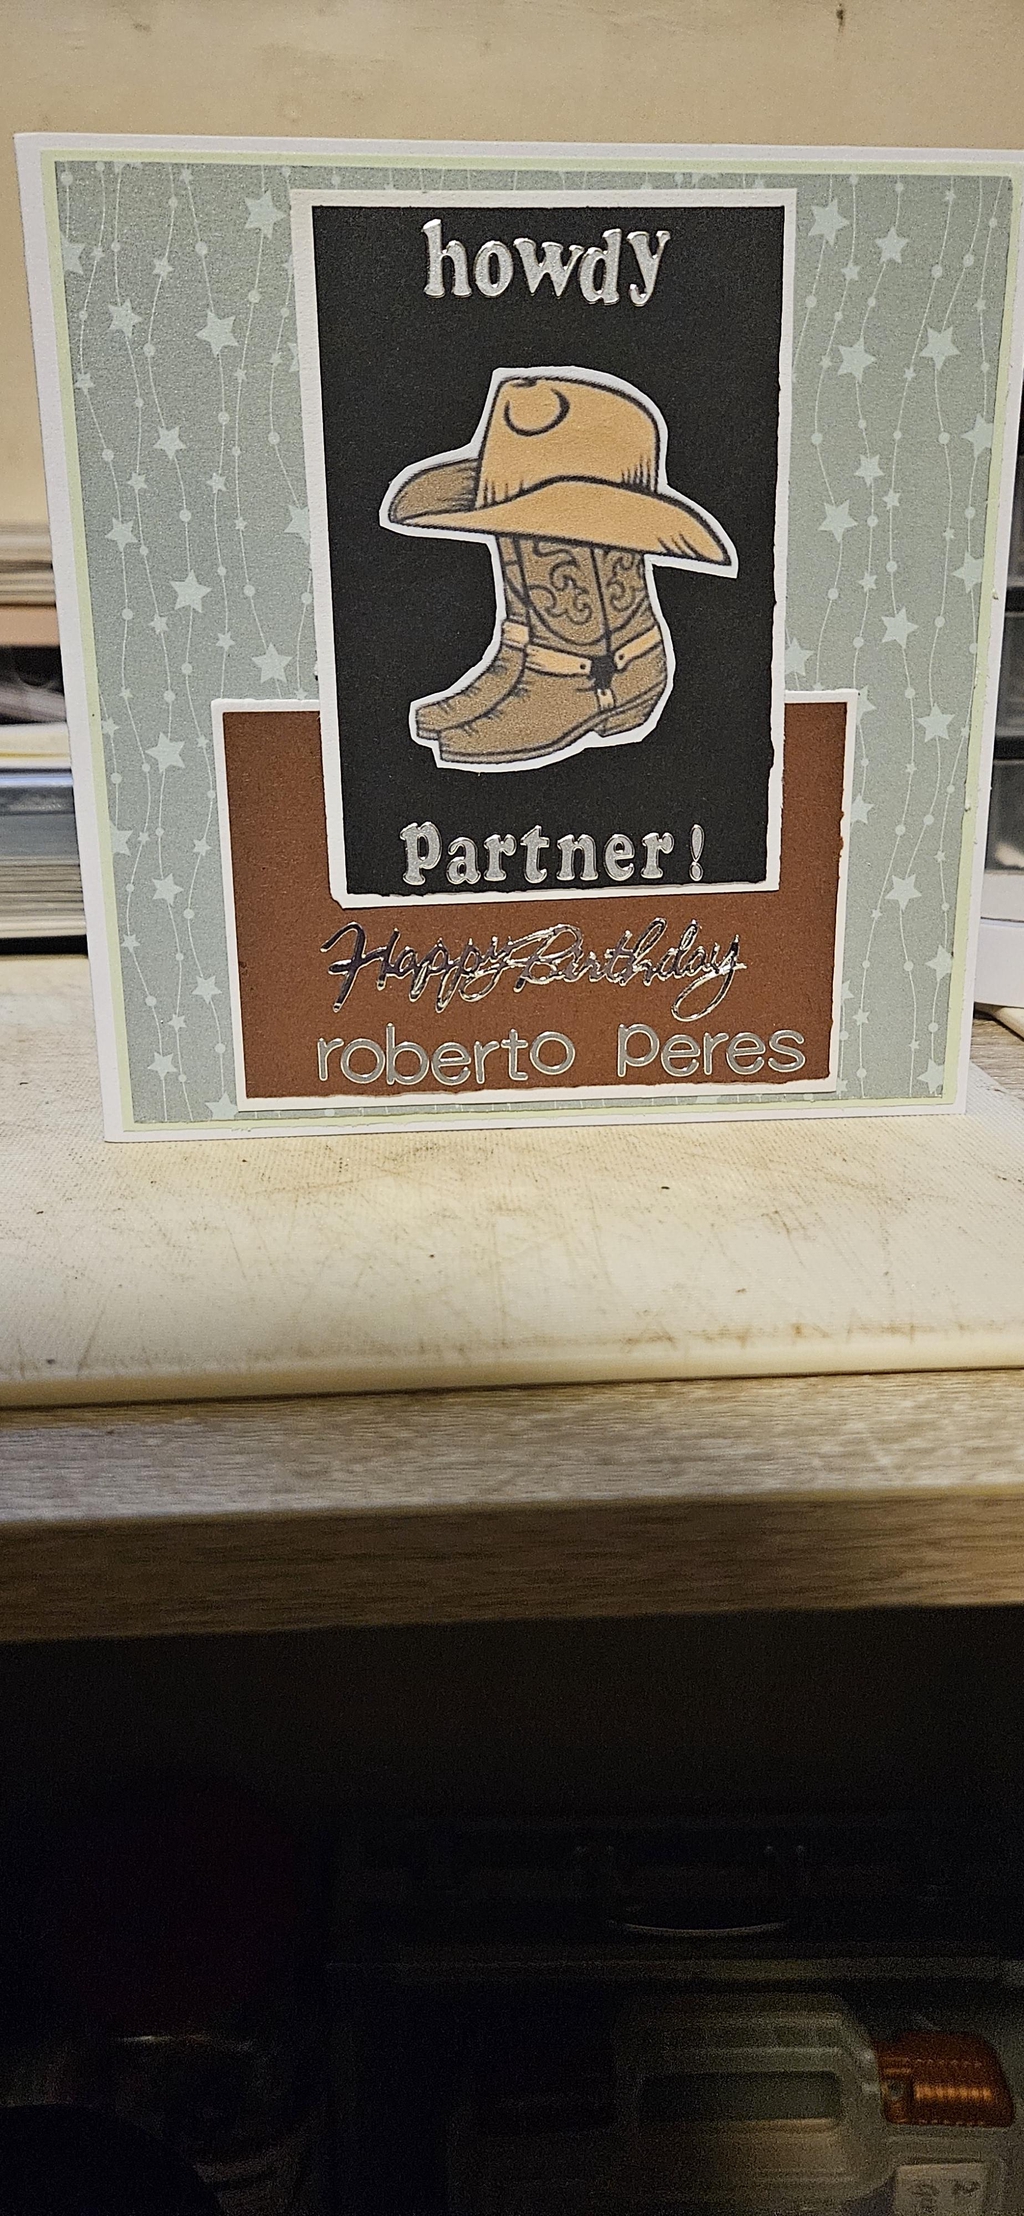 howdy
Partner!
Happy Birthday
roberto peres